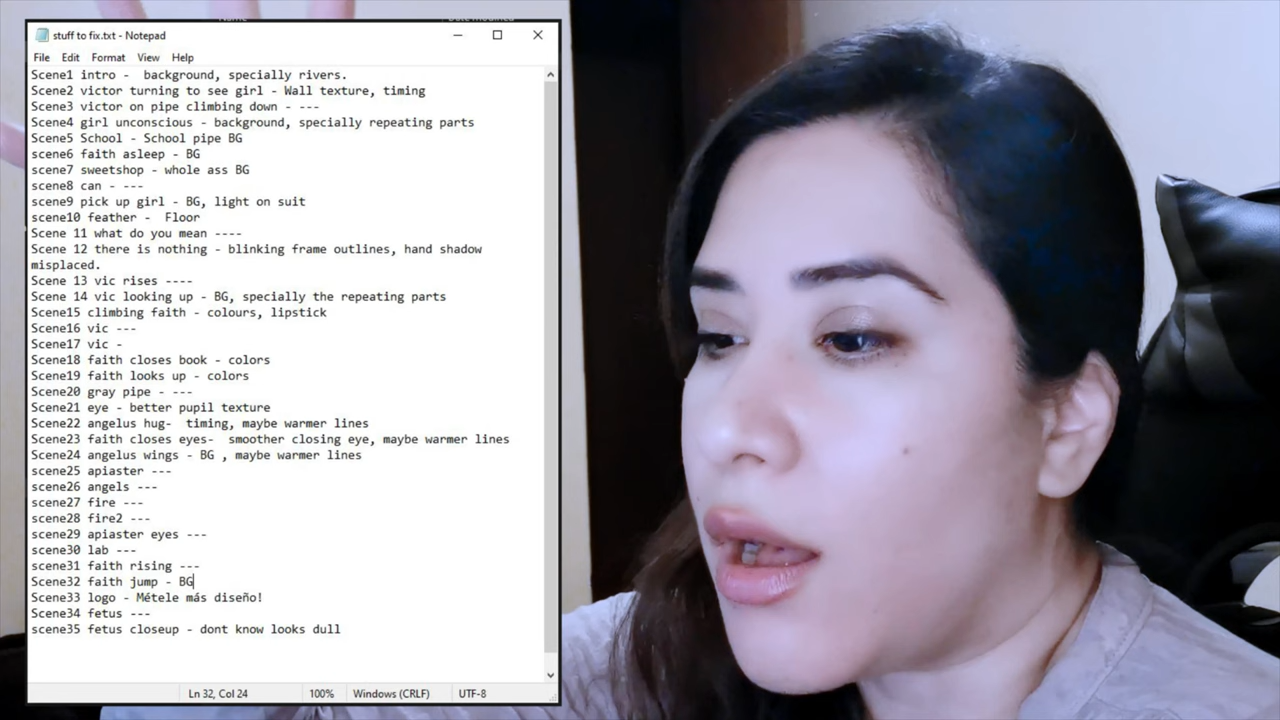 stuff to fix.txt - Notepad
File Edit Format View Help
Scene1 intro -  background, specially rivers.
Scene2 victor turning to see girl - Wall texture, timing
Scene3 victor on pipe climbing down - ---
Scene4 girl unconscious - background, specially repeating parts
Scene5 School - School pipe BG
scene6 faith asleep - BG
scene7 sweetshop - whole ass BG
scene8 can - ---
scene9 pick up girl - BG, light on suit
scene10 feather -  Floor
Scene 11 what do you mean ----
Scene 12 there is nothing - blinking frame outlines, hand shadow
misplaced.
Scene 13 vic rises ----
Scene 14 vic looking up - BG, specially the repeating parts
Scene15 climbing faith - colours, lipstick
Scene16 vic ---
Scene17 vic -
Scene18 faith closes book - colors
Scene19 faith looks up - colors
Scene20 gray pipe - ---
Scene21 eye - better pupil texture
Scene22 angelus hug-  timing, maybe warmer lines
Scene23 faith closes eyes-  smoother closing eye, maybe warmer lines
Scene24 angelus wings - BG , maybe warmer lines
scene25 apiaster ---
scene26 angels ---
scene27 fire ---
scene28 fire2 ---
scene29 apiaster eyes ---
scene30 lab ---
scene31 faith rising ---
Scene32 faith jump - BG
Scene33 logo - Métele más diseño!
Scene34 fetus ---
scene35 fetus closeup - dont know looks dull
Ln 32, Col 24 100% Windows (CRLF) UTF-8